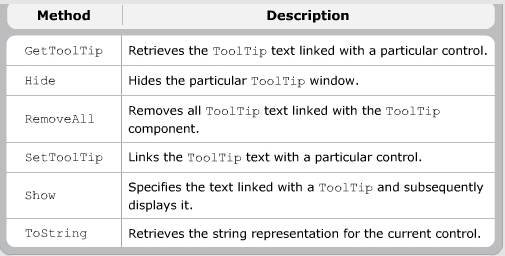 Method Description
GetToolTip Retrieves the ToolTip text linked with a particular control.
Hide Hides the particular ToolTip window.
RemoveAll Removes all ToolTip text linked with the ToolTip
component.
SetToolTip Links the ToolTip text with a particular control.
Show Specifies the text linked with a ToolTip and subsequently
displays it.
ToString Retrieves the string representation for the current control.